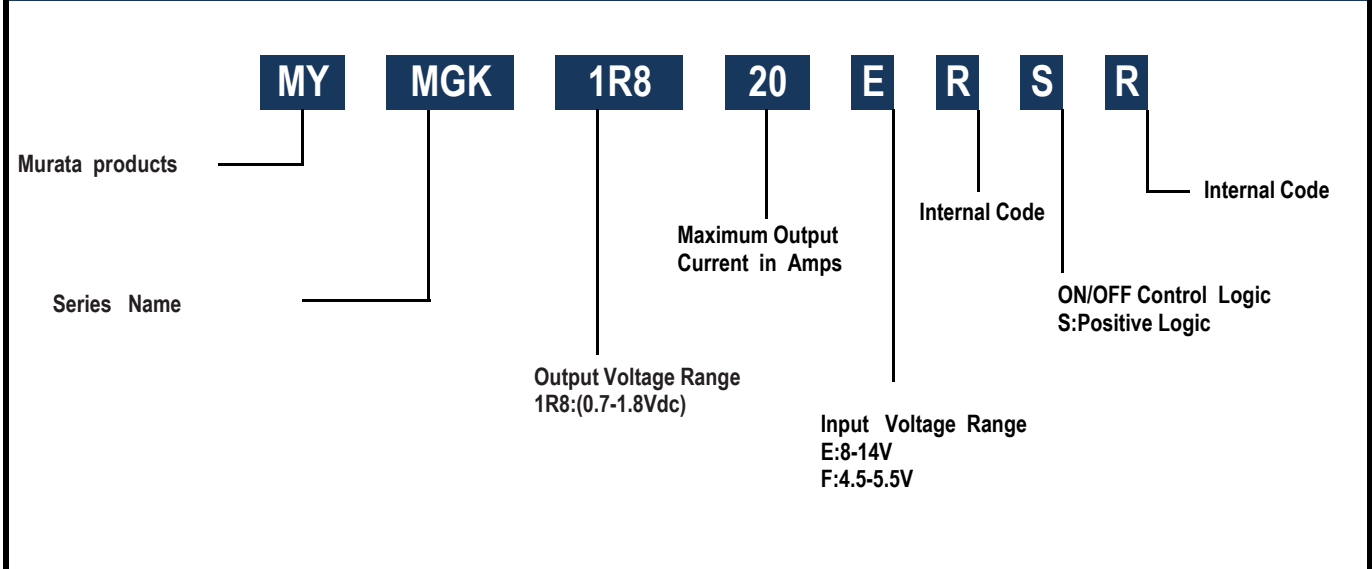 MY MGK 1R8 20 E R S R
Murata products
Internal Code
Internal Code
Maximum Output
Current in Amps
Series Name
ON/OFF Control Logic
S:Positive Logic
Output Voltage Range
1R8:(0.7-1.8Vdc)
Input Voltage Range
E:8-14V
F:4.5-5.5V